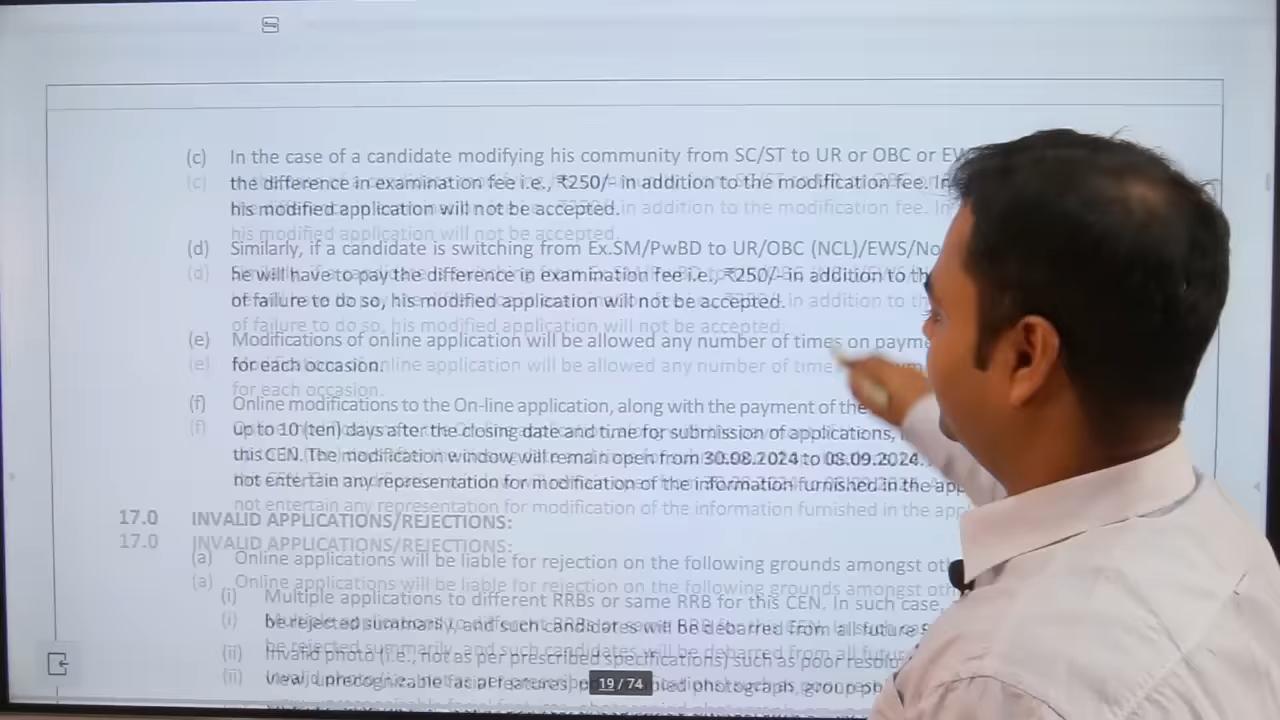 (c) In the case of a candidate modifying his community from SC/ST to UR or OBC or EW
the difference in examination fee i.e., ₹250/- in addition to the modification fee. In
his modified application will not be accepted.
(d) Similarly, if a candidate is switching from Ex.SM/PwBD to UR/OBC (NCL)/EWS/No
he will have to pay the difference in examination fee i.e., ₹250/- in addition to th
of failure to do so, his modified application will not be accepted.
(e) Modifications of online application will be allowed any number of times on payme
for each occasion.
(f) Online modifications to the On-line application, along with the payment of the
up to 10 (ten) days after the closing date and time for submission of applications,
this CEN. The modification window will remain open from 30.08.2024 to 08.09.2024.
not entertain any representation for modification of the information furnished in the app
17.0 INVALID APPLICATIONS/REJECTIONS:
(a) Online applications will be liable for rejection on the following grounds amongst oth
(i) Multiple applications to different RRBs or same RRB for this CEN. In such case,
be rejected summarily, and such candidates will be debarred from all future
(ii) Invalid photo (i.e., not as per prescribed specifications) such as poor resolu
view, unrecognizable facial features, photograph, group ph
19 / 74